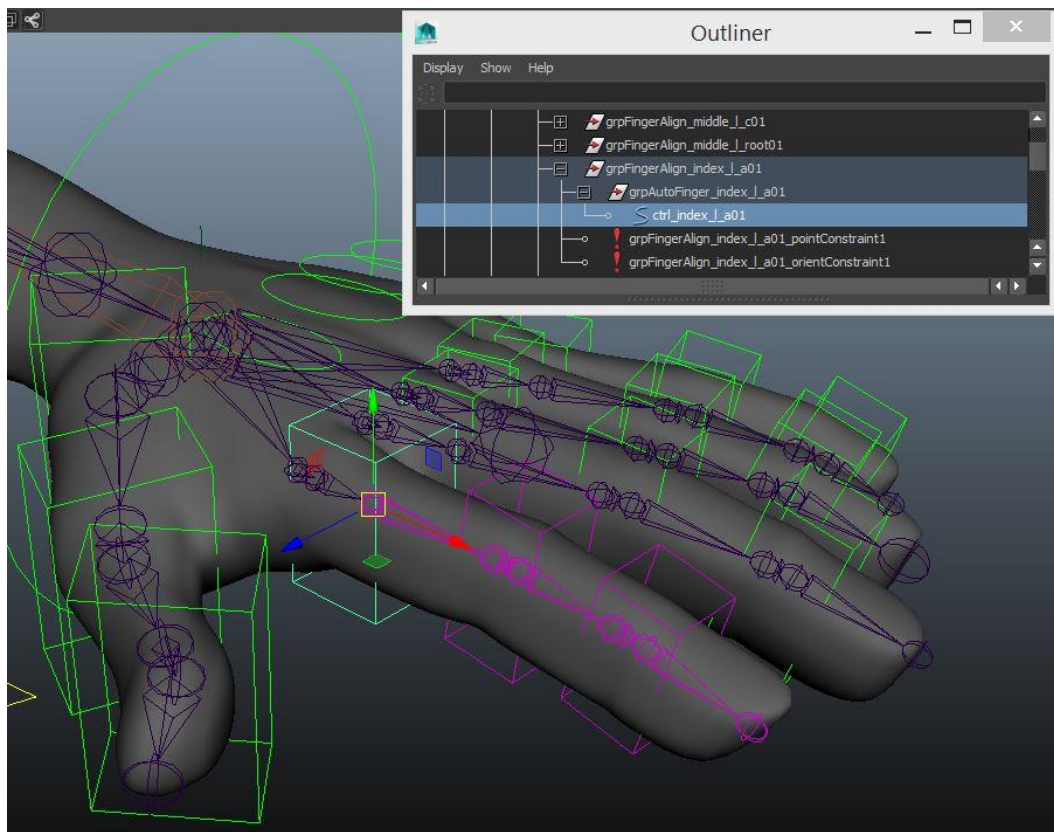 Outliner
Display Show Help
grpFingerAlign_middle_l_c01
grpFingerAlign_middle_l_root01
grpFingerAlign_index_l_a01
grpAutoFinger_index_l_a01
ctrl_index_l_a01
grpFingerAlign_index_l_a01_pointConstraint1
grpFingerAlign_index_l_a01_orientConstraint1